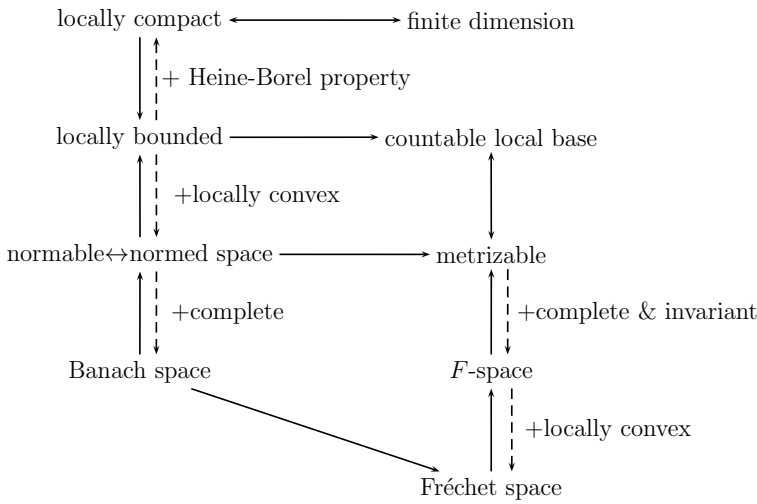 locally compact
finite dimension
+ Heine-Borel property
locally bounded
countable local base
+locally convex
normable↔normed space
metrizable
+complete
+complete & invariant
Banach space
F-space
+locally convex
Fréchet space